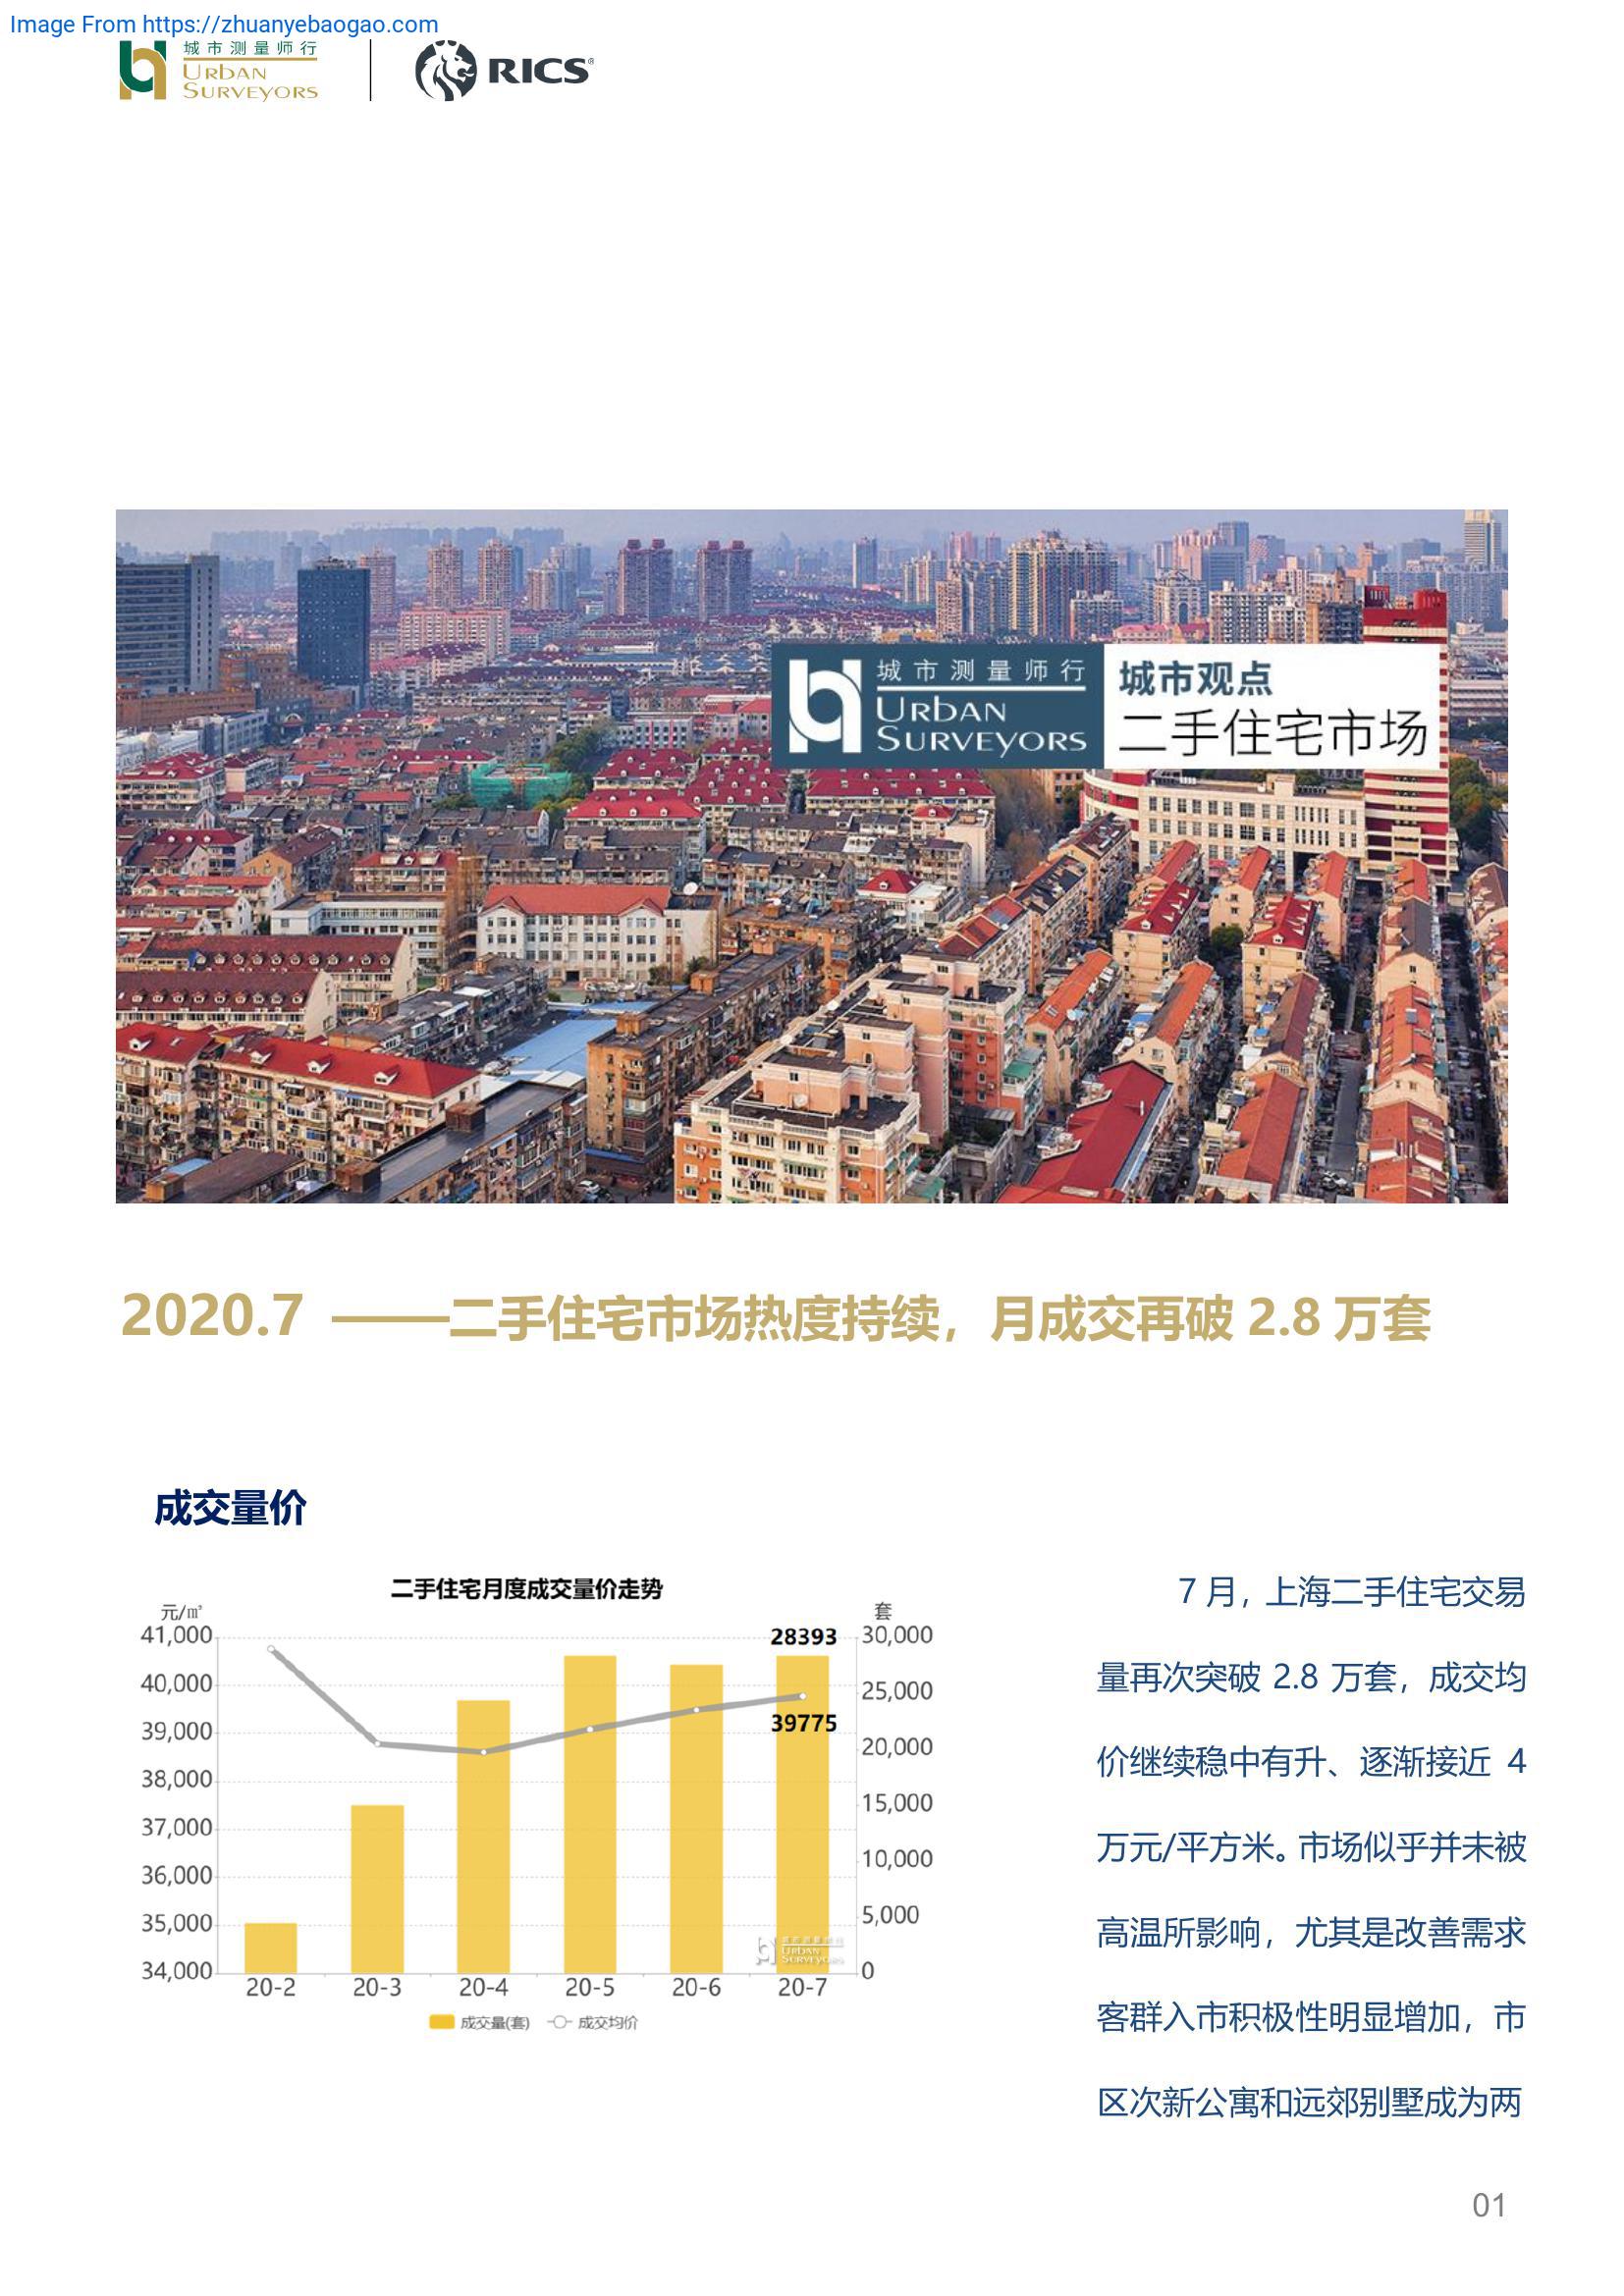 Image From https://zhuanyebaogao.com
城市测量师行
URBAN
SURVEYORS
RICS®
城市测量师行
URBAN
SURVEYORS
城市观点
二手住宅市场
2020.7 ——二手住宅市场热度持续，月成交再破 2.8 万套
成交量价
二手住宅月度成交量价走势
元/㎡
套
41,000
40,000
39,000
38,000
37,000
36,000
35,000
34,000
28393
39775
30,000
25,000
20,000
15,000
10,000
5,000
0
20-2 20-3 20-4 20-5 20-6 20-7
城市测量师行
URBAN
SURVEYORS
成交量(套) 成交均价
7 月，上海二手住宅交易
量再次突破 2.8 万套，成交均
价继续稳中有升、逐渐接近 4
万元/平方米。市场似乎并未被
高温所影响，尤其是改善需求
客群入市积极性明显增加，市
区次新公寓和远郊别墅成为两
01